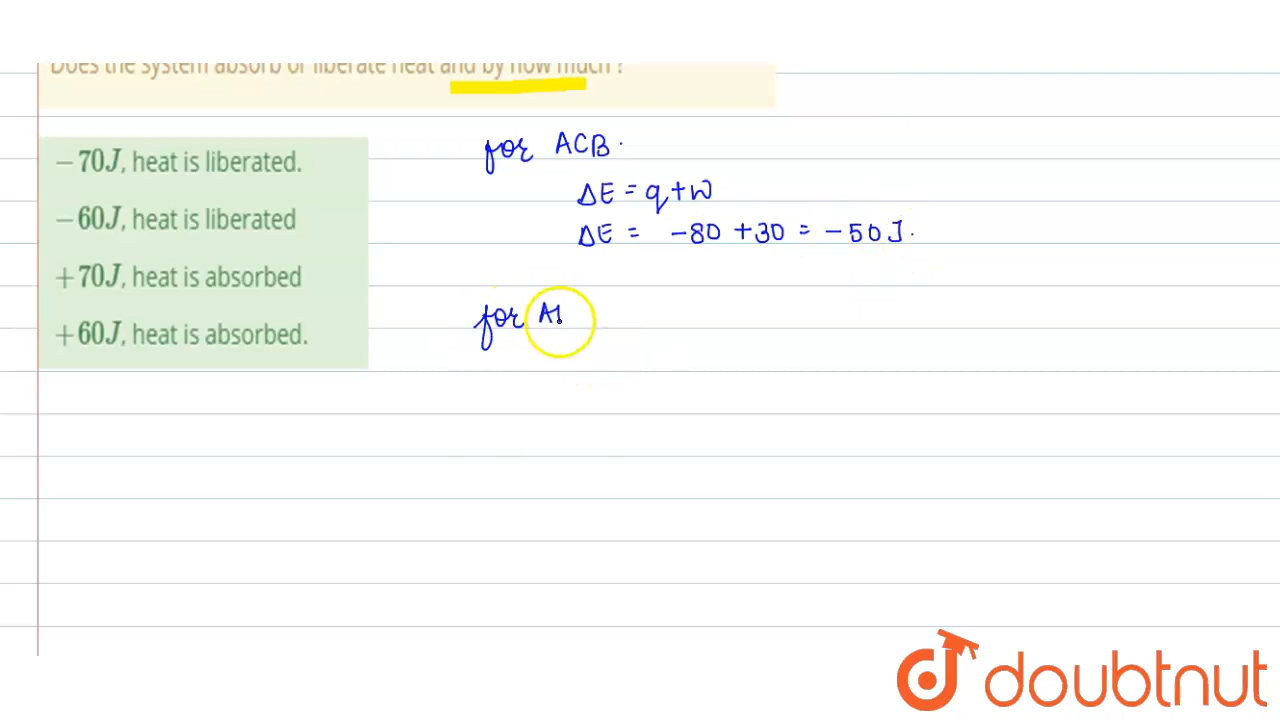 Does the system absorb or liberate heat and by how much ?
−70J, heat is liberated.
−60J, heat is liberated
+70J, heat is absorbed
+60J, heat is absorbed.
for ACB.
ΔE = q+W
ΔE = −80 +30 = −50J.
for
doubtnut